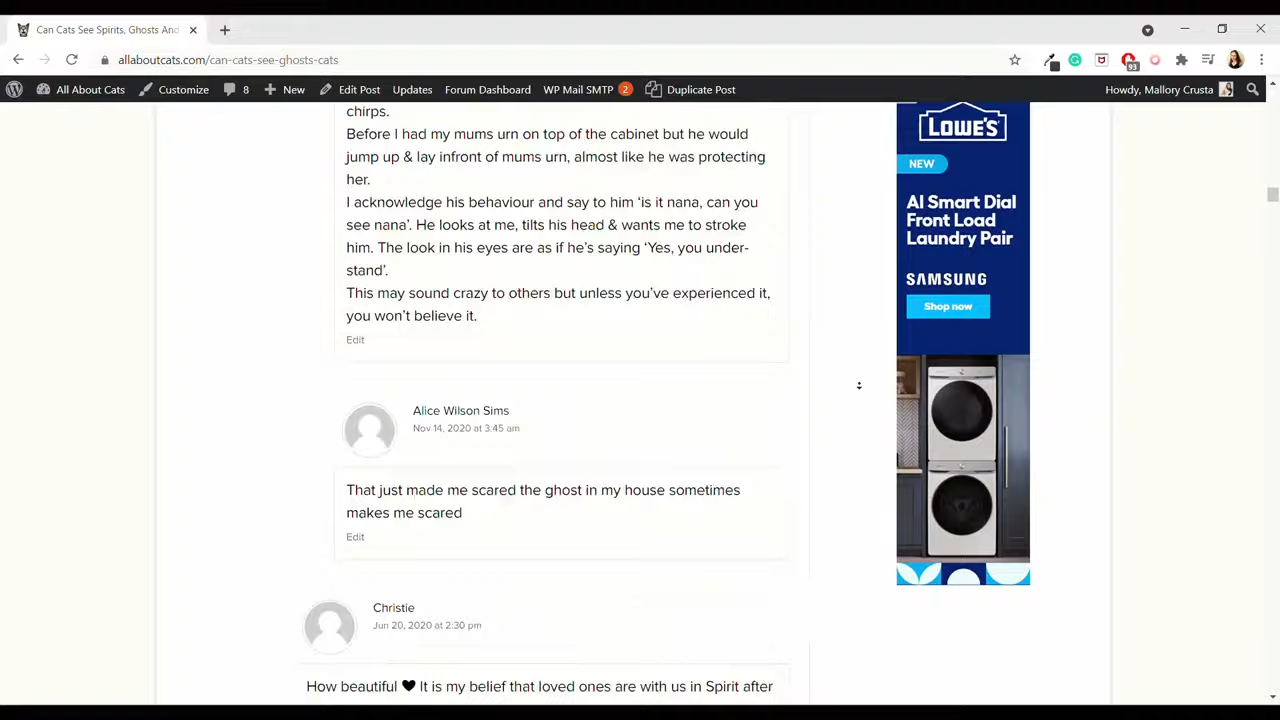 Can Cats See Spirits, Ghosts And
allaboutcats.com/can-cats-see-ghosts-cats
93
All About Cats
Customize
8
New
Edit Post
Updates
Forum Dashboard
WP Mail SMTP 2
Duplicate Post
Howdy, Mallory Crusta
chirps.
Before I had my mums urn on top of the cabinet but he would
jump up & lay infront of mums urn, almost like he was protecting
her.
I acknowledge his behaviour and say to him ‘is it nana, can you
see nana’. He looks at me, tilts his head & wants me to stroke
him. The look in his eyes are as if he’s saying ‘Yes, you under-
stand’.
This may sound crazy to others but unless you’ve experienced it,
you won’t believe it.
Edit
Alice Wilson Sims
Nov 14, 2020 at 3:45 am
That just made me scared the ghost in my house sometimes
makes me scared
Edit
Christie
Jun 20, 2020 at 2:30 pm
How beautiful ♥ It is my belief that loved ones are with us in Spirit after
LOWE'S
NEW
AI Smart Dial
Front Load
Laundry Pair
SAMSUNG
Shop now